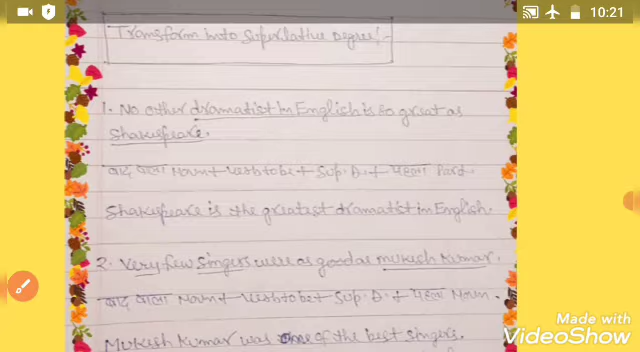 10:21
Transform into Superlative Degree:-
1. No other dramatist in English is so great as
Shakespeare.
बाद वाला Noun + Verb to be + Sup. D. + पहला Part.
Shakespeare is the greatest dramatist in English.
2. Very few singers were as good as Mukesh Kumar.
बाद वाला Noun + Verb to be + Sup. D. + पहला Noun.
Mukesh Kumar was one of the best singers.
Made with
VideoShow